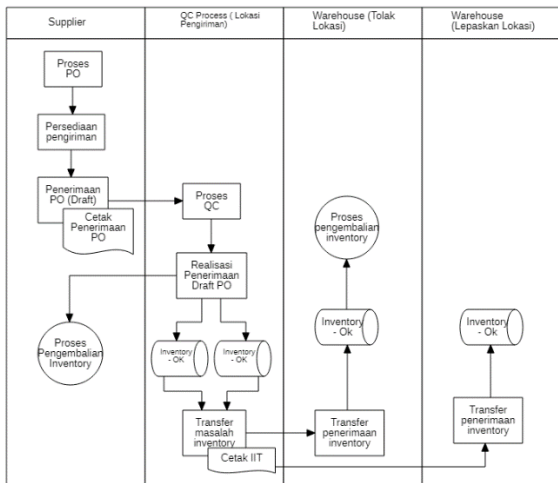 Supplier
QC Process ( Lokasi
Pengiriman)
Warehouse (Tolak
Lokasi)
Warehouse
(Lepaskan Lokasi)
Proses
PO
Persediaan
pengiriman
Penerimaan
PO (Draft)
Cetak
Penerimaan
PO
Proses
QC
Realisasi
Penerimaan
Draft PO
Proses
Pengembalian
Inventory
Inventory
- OK
Inventory
- OK
Transfer
masalah
inventory
Cetak IIT
Proses
pengembalian
inventory
Inventory
- Ok
Transfer
penerimaan
inventory
Inventory
- Ok
Transfer
penerimaan
inventory